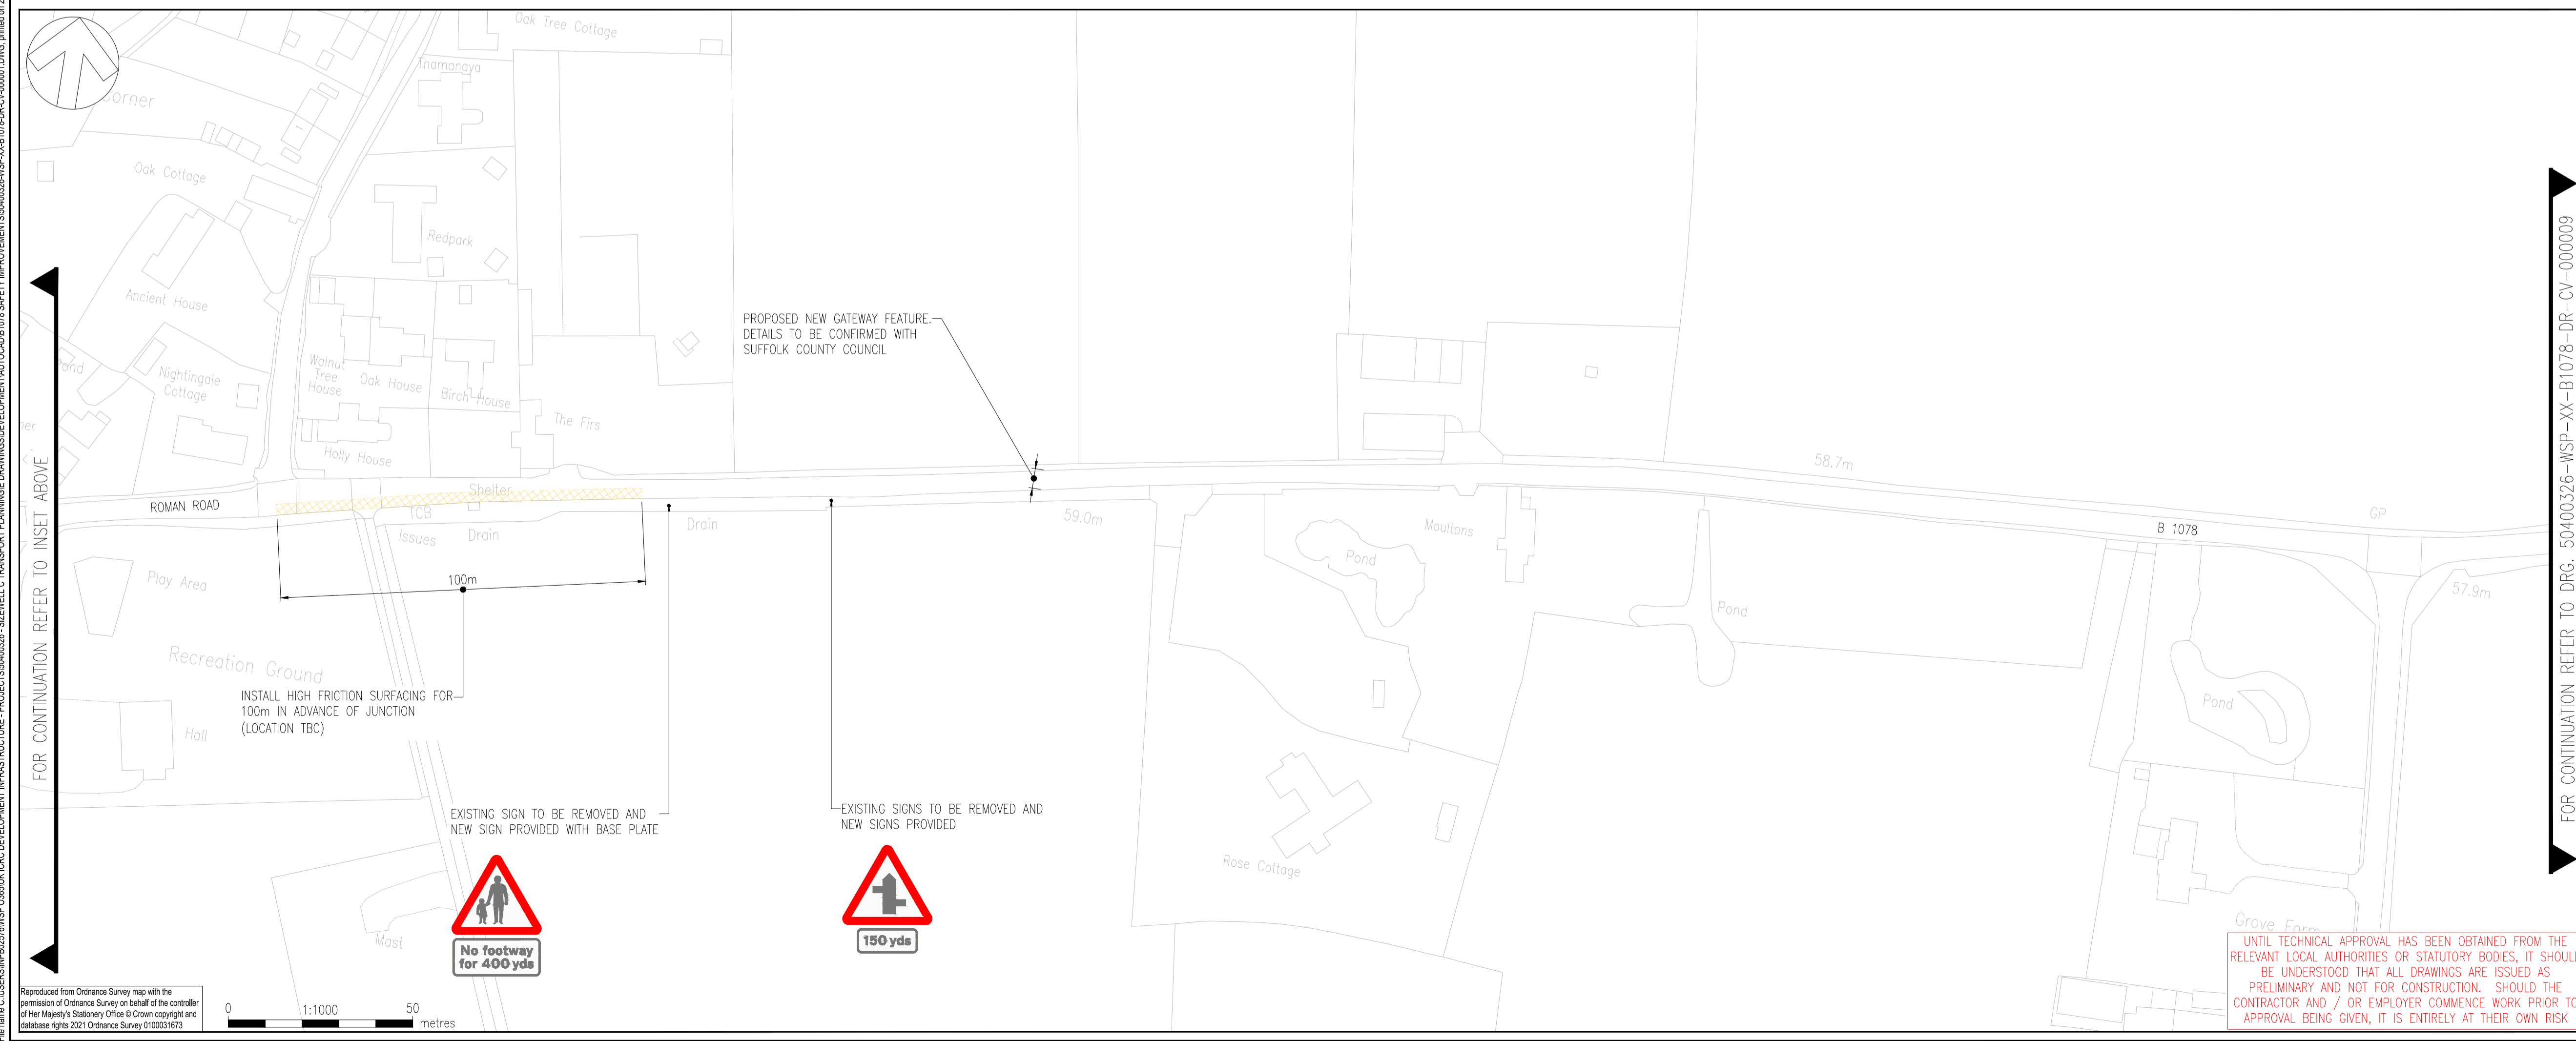 Oak Tree Cottage
Thamanaya
Corner
Oak Cottage
Redpark
Ancient House
Pond
Nightingale
Cottage
Walnut
Tree
House
Oak House
Birch House
The Firs
Holly House
Shelter
TCB
Issues
Drain
Drain
ROMAN ROAD
Play Area
100m
Recreation Ground
Hall
Mast
FOR CONTINUATION REFER TO INSET ABOVE
PROPOSED NEW GATEWAY FEATURE.
DETAILS TO BE CONFIRMED WITH
SUFFOLK COUNTY COUNCIL
INSTALL HIGH FRICTION SURFACING FOR
100m IN ADVANCE OF JUNCTION
(LOCATION TBC)
EXISTING SIGN TO BE REMOVED AND
NEW SIGN PROVIDED WITH BASE PLATE
No footway
for 400 yds
EXISTING SIGNS TO BE REMOVED AND
NEW SIGNS PROVIDED
150 yds
59.0m
Moultons
Pond
Rose Cottage
Pond
58.7m
B 1078
GP
57.9m
Pond
Grove Farm
FOR CONTINUATION REFER TO DRG. 50400326-WSP-XX-B1078-DR-CV-000009
Reproduced from Ordnance Survey map with the
permission of Ordnance Survey on behalf of the controller
of Her Majesty's Stationery Office © Crown copyright and
database rights 2021 Ordnance Survey 0100031673
0 1:1000 50
metres
UNTIL TECHNICAL APPROVAL HAS BEEN OBTAINED FROM THE
RELEVANT LOCAL AUTHORITIES OR STATUTORY BODIES, IT SHOULD
BE UNDERSTOOD THAT ALL DRAWINGS ARE ISSUED AS
PRELIMINARY AND NOT FOR CONSTRUCTION. SHOULD THE
CONTRACTOR AND / OR EMPLOYER COMMENCE WORK PRIOR TO
APPROVAL BEING GIVEN, IT IS ENTIRELY AT THEIR OWN RISK